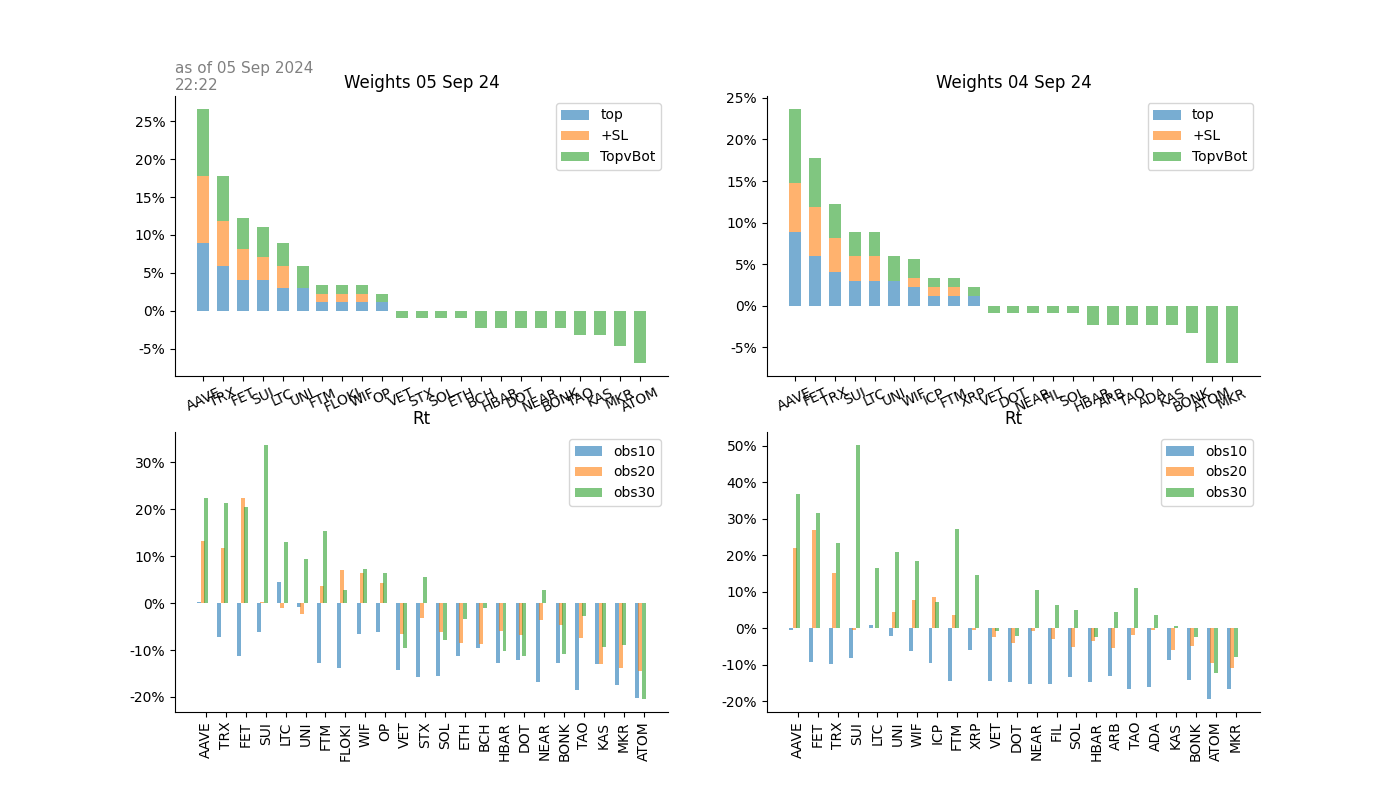 as of 05 Sep 2024
22:22
Weights 05 Sep 24
25%
20%
15%
10%
5%
0%
-5%
top
+SL
TopvBot
AAVE TRX FET SUI LTC UNI FTM FLOKI WIF OP VET STX SOL ETH BCH HBAR DOT NEAR BONK TAO KAS MKR ATOM
Weights 04 Sep 24
25%
20%
15%
10%
5%
0%
-5%
top
+SL
TopvBot
AAVE FET TRX SUI LTC UNI WIF ICP FTM XRP VET DOT NEAR FIL SOL HBAR ARB TAO ADA KAS BONK ATOM MKR
Rt
30%
20%
10%
0%
-10%
-20%
obs10
obs20
obs30
AAVE TRX FET SUI LTC UNI FTM FLOKI WIF OP VET STX SOL ETH BCH HBAR DOT NEAR BONK TAO KAS MKR ATOM
Rt
50%
40%
30%
20%
10%
0%
-10%
-20%
obs10
obs20
obs30
AAVE FET TRX SUI LTC UNI WIF ICP FTM XRP VET DOT NEAR FIL SOL HBAR ARB TAO ADA KAS BONK ATOM MKR